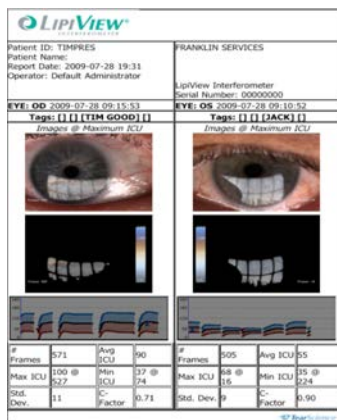 LIPIVIEW®
INTERFEROMETER
Patient ID: TIMPRES
Patient Name:
Report Date: 2009-07-28 19:31
Operator: Default Administrator
FRANKLIN SERVICES
LipiView Interferometer
Serial Number: 00000000
EYE: OD 2009-07-28 09:15:53
Tags: [] [] [TIM GOOD] []
Images @ Maximum ICU
EYE: OS 2009-07-28 09:10:52
Tags: [] [] [JACK] []
Images @ Maximum ICU
# Frames 571 Avg ICU 90
Max ICU 100 @ 527 Min ICU 37 @ 74
Std. Dev. 11 C-Factor 0.71
# Frames 505 Avg ICU 55
Max ICU 68 @ 16 Min ICU 35 @ 224
Std. Dev. 9 C-Factor 0.90